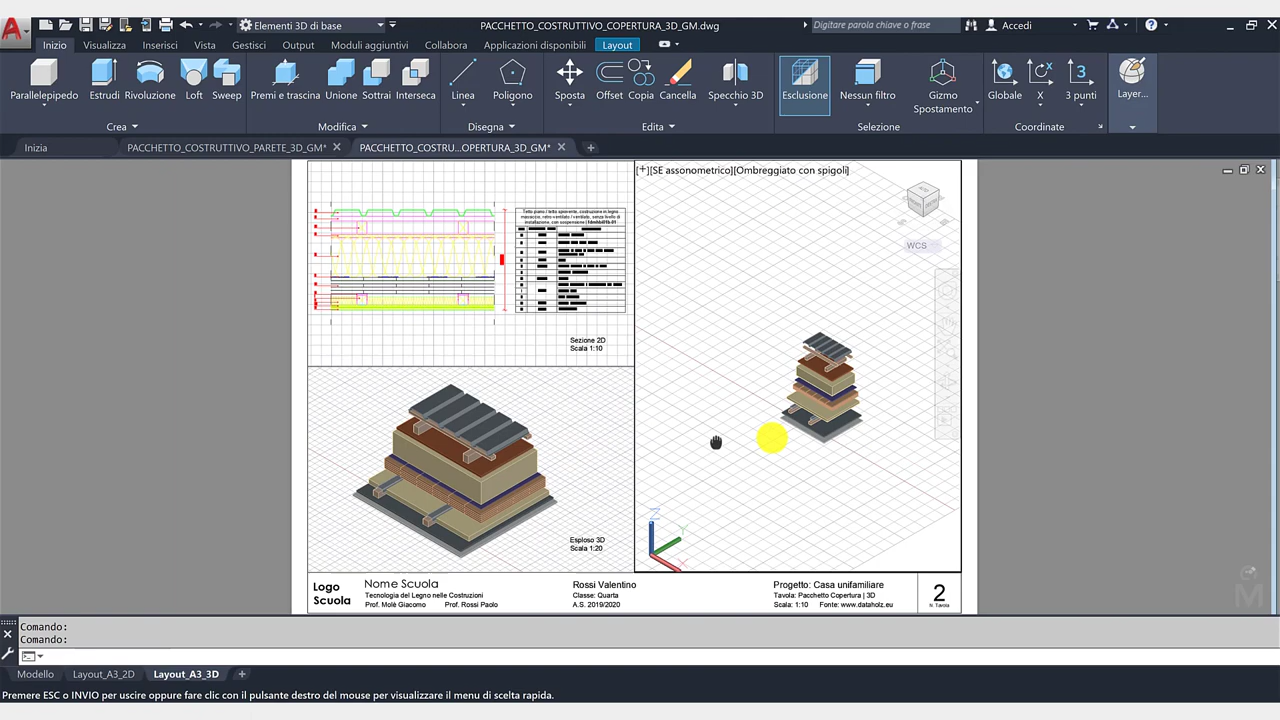 Elementi 3D di base
PACCHETTO_COSTRUTTIVO_COPERTURA_3D_GM.dwg
Digitare parola chiave o frase
Accedi
Inizio
Visualizza
Inserisci
Vista
Gestisci
Output
Moduli aggiuntivi
Collabora
Applicazioni disponibili
Layout
Parallelepipedo
Estrudi
Rivoluzione
Loft
Sweep
Premi e trascina
Unione
Sottrai
Interseca
Linea
Poligono
Sposta
Offset
Copia
Cancella
Specchio 3D
Esclusione
Nessun filtro
Gizmo
Spostamento
Globale
X
3 punti
Layer...
Crea
Modifica
Disegna
Edita
Selezione
Coordinate
Inizia
PACCHETTO_COSTRUTTIVO_PARETE_3D_GM*
PACCHETTO_COSTRU...OPERTURA_3D_GM*
[+][SE assonometrico][Ombreggiato con spigoli]
WCS
Sezione 2D
Scala 1:10
Esploso 3D
Scala 1:20
Z
Y
Logo
Scuola
Nome Scuola
Tecnologia del Legno nelle Costruzioni
Prof. Molè Giacomo Prof. Rossi Paolo
Rossi Valentino
Classe: Quarta
A.S. 2019/2020
Progetto: Casa unifamiliare
Tavola: Pacchetto Copertura | 3D
Scala: 1:10 Fonte: www.dataholz.eu
2
N. Tavola
Comando:
Comando:
Modello
Layout_A3_2D
Layout_A3_3D
Premere ESC o INVIO per uscire oppure fare clic con il pulsante destro del mouse per visualizzare il menu di scelta rapida.